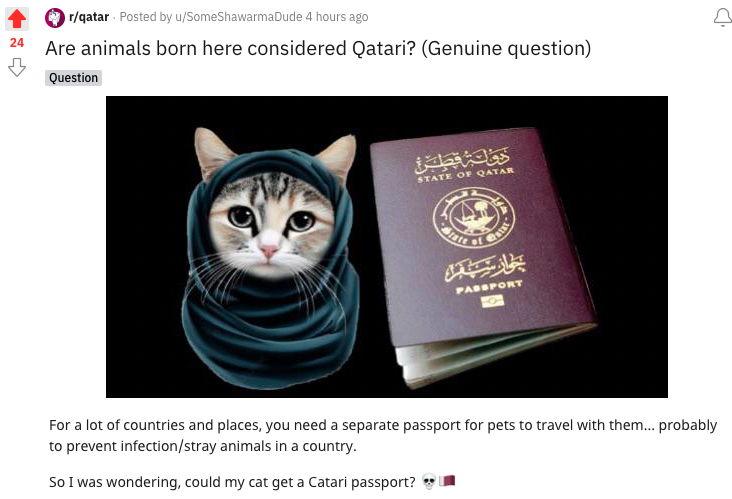 r/qatar · Posted by u/SomeShawarmaDude 4 hours ago
24
Are animals born here considered Qatari? (Genuine question)
Question
دولة قطر
STATE OF QATAR
State of Qatar
جواز سفر
PASSPORT
For a lot of countries and places, you need a separate passport for pets to travel with them... probably
to prevent infection/stray animals in a country.
So I was wondering, could my cat get a Catari passport? 💀🇶🇦